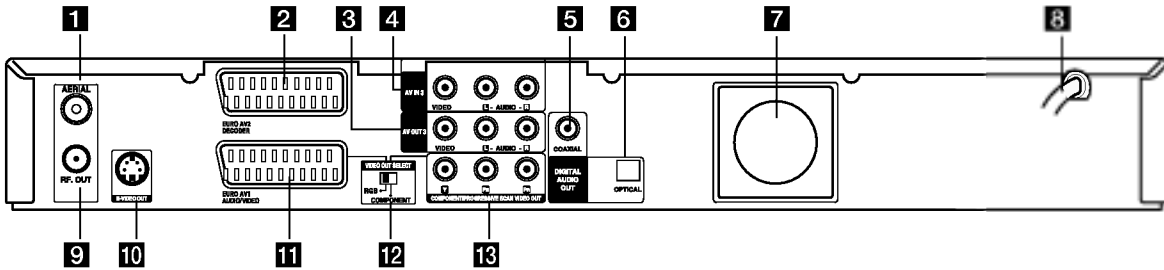 1
2
3
4
5
6
7
8
AERIAL
RF. OUT
S-VIDEO OUT
EURO AV2
DECODER
EURO AV1
AUDIO/VIDEO
AV IN 3
VIDEO
L - AUDIO - R
AV OUT 3
VIDEO
L - AUDIO - R
VIDEO OUT SELECT
RGB
COMPONENT
Y
COMPONENT/PROGRESSIVE SCAN VIDEO OUT
COAXIAL
DIGITAL
AUDIO
OUT
OPTICAL
9
10
11
12
13